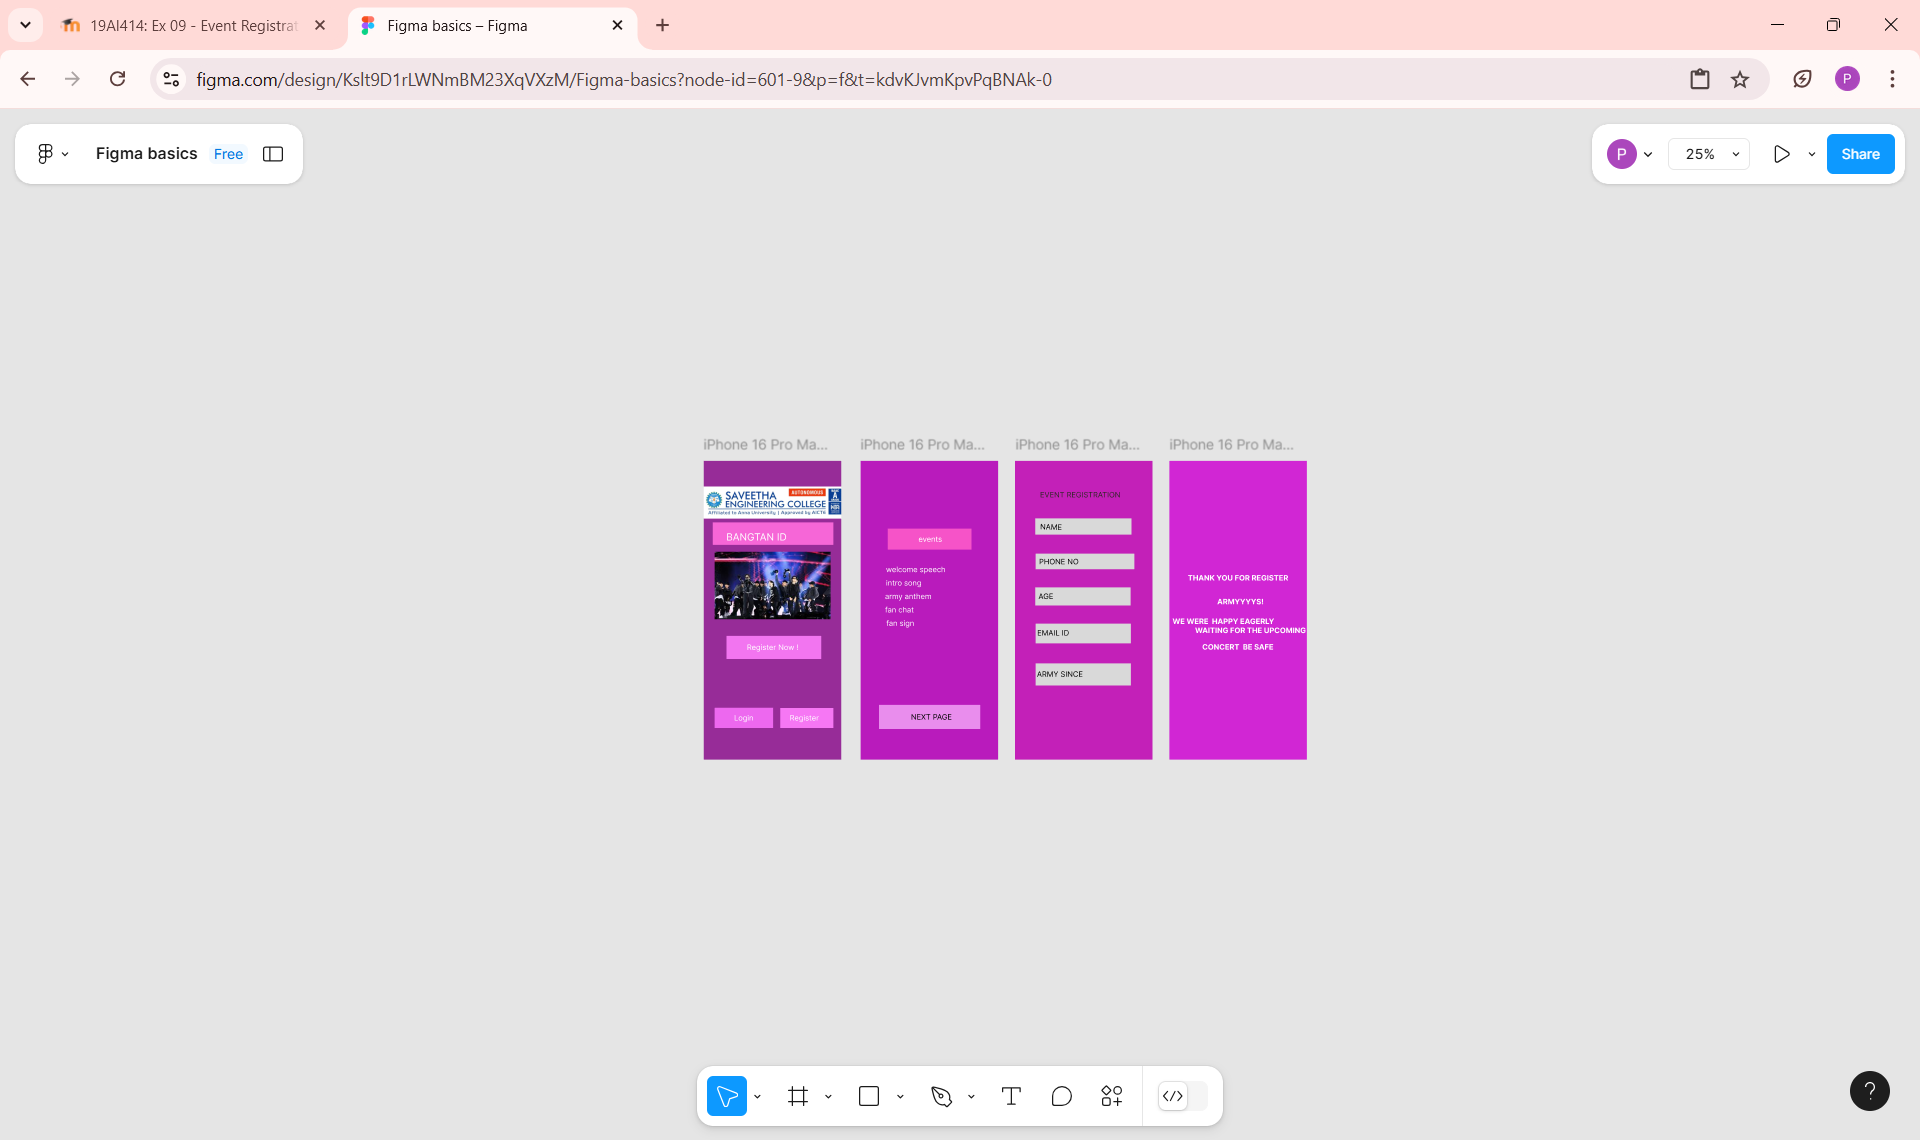 19AI414: Ex 09 - Event Registrat
Figma basics – Figma
figma.com/design/Kslt9D1rLWNmBM23XqVXzM/Figma-basics?node-id=601-9&p=f&t=kdvKJvmKpvPqBNAk-0
P
Figma basics
Free
P
25%
Share
iPhone 16 Pro Ma...
iPhone 16 Pro Ma...
iPhone 16 Pro Ma...
iPhone 16 Pro Ma...
AUTONOMOUS
SAVEETHA
ENGINEERING COLLEGE
Affiliated to Anna University | Approved by AICTE
BANGTAN ID
Register Now !
Login
Register
events
welcome speech
intro song
army anthem
fan chat
fan sign
NEXT PAGE
EVENT REGISTRATION
NAME
PHONE NO
AGE
EMAIL ID
ARMY SINCE
THANK YOU FOR REGISTER
ARMYYYYS!
WE WERE HAPPY EAGERLY
WAITING FOR THE UPCOMING
CONCERT BE SAFE
?